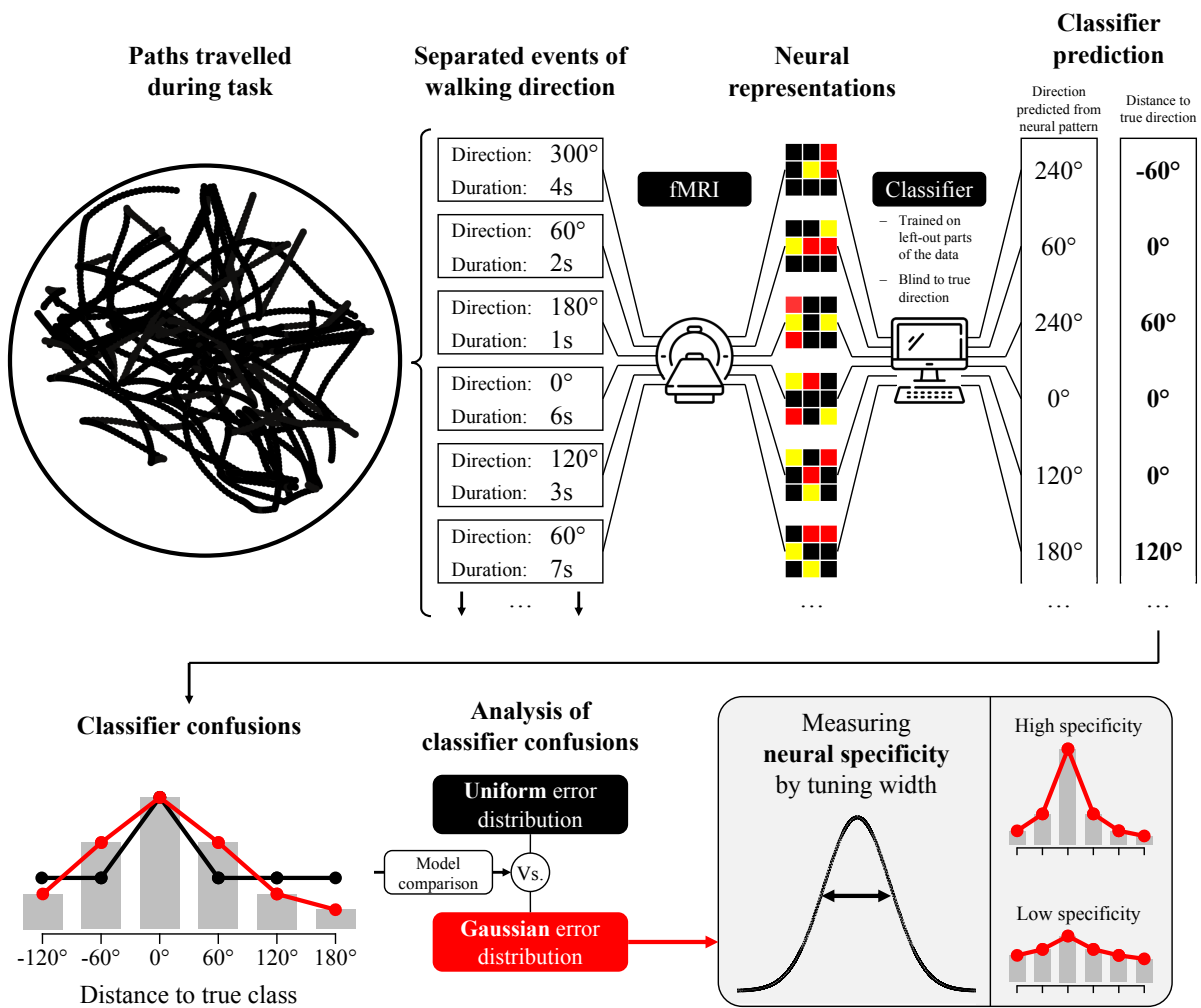 Paths travelled
during task
Separated events of
walking direction
Neural
representations
Classifier
prediction
Direction
predicted from
neural pattern
Distance to
true direction
Direction: 300°
Duration: 4s
Direction: 60°
Duration: 2s
Direction: 180°
Duration: 1s
Direction: 0°
Duration: 6s
Direction: 120°
Duration: 3s
Direction: 60°
Duration: 7s
…
fMRI
…
Classifier
– Trained on
left-out parts
of the data
– Blind to true
direction
240°
60°
240°
0°
120°
180°
…
-60°
0°
60°
0°
0°
120°
…
Classifier confusions
-120° -60° 0° 60° 120° 180°
Distance to true class
Analysis of
classifier confusions
Uniform error
distribution
Model
comparison
Vs.
Gaussian error
distribution
Measuring
neural specificity
by tuning width
High specificity
Low specificity